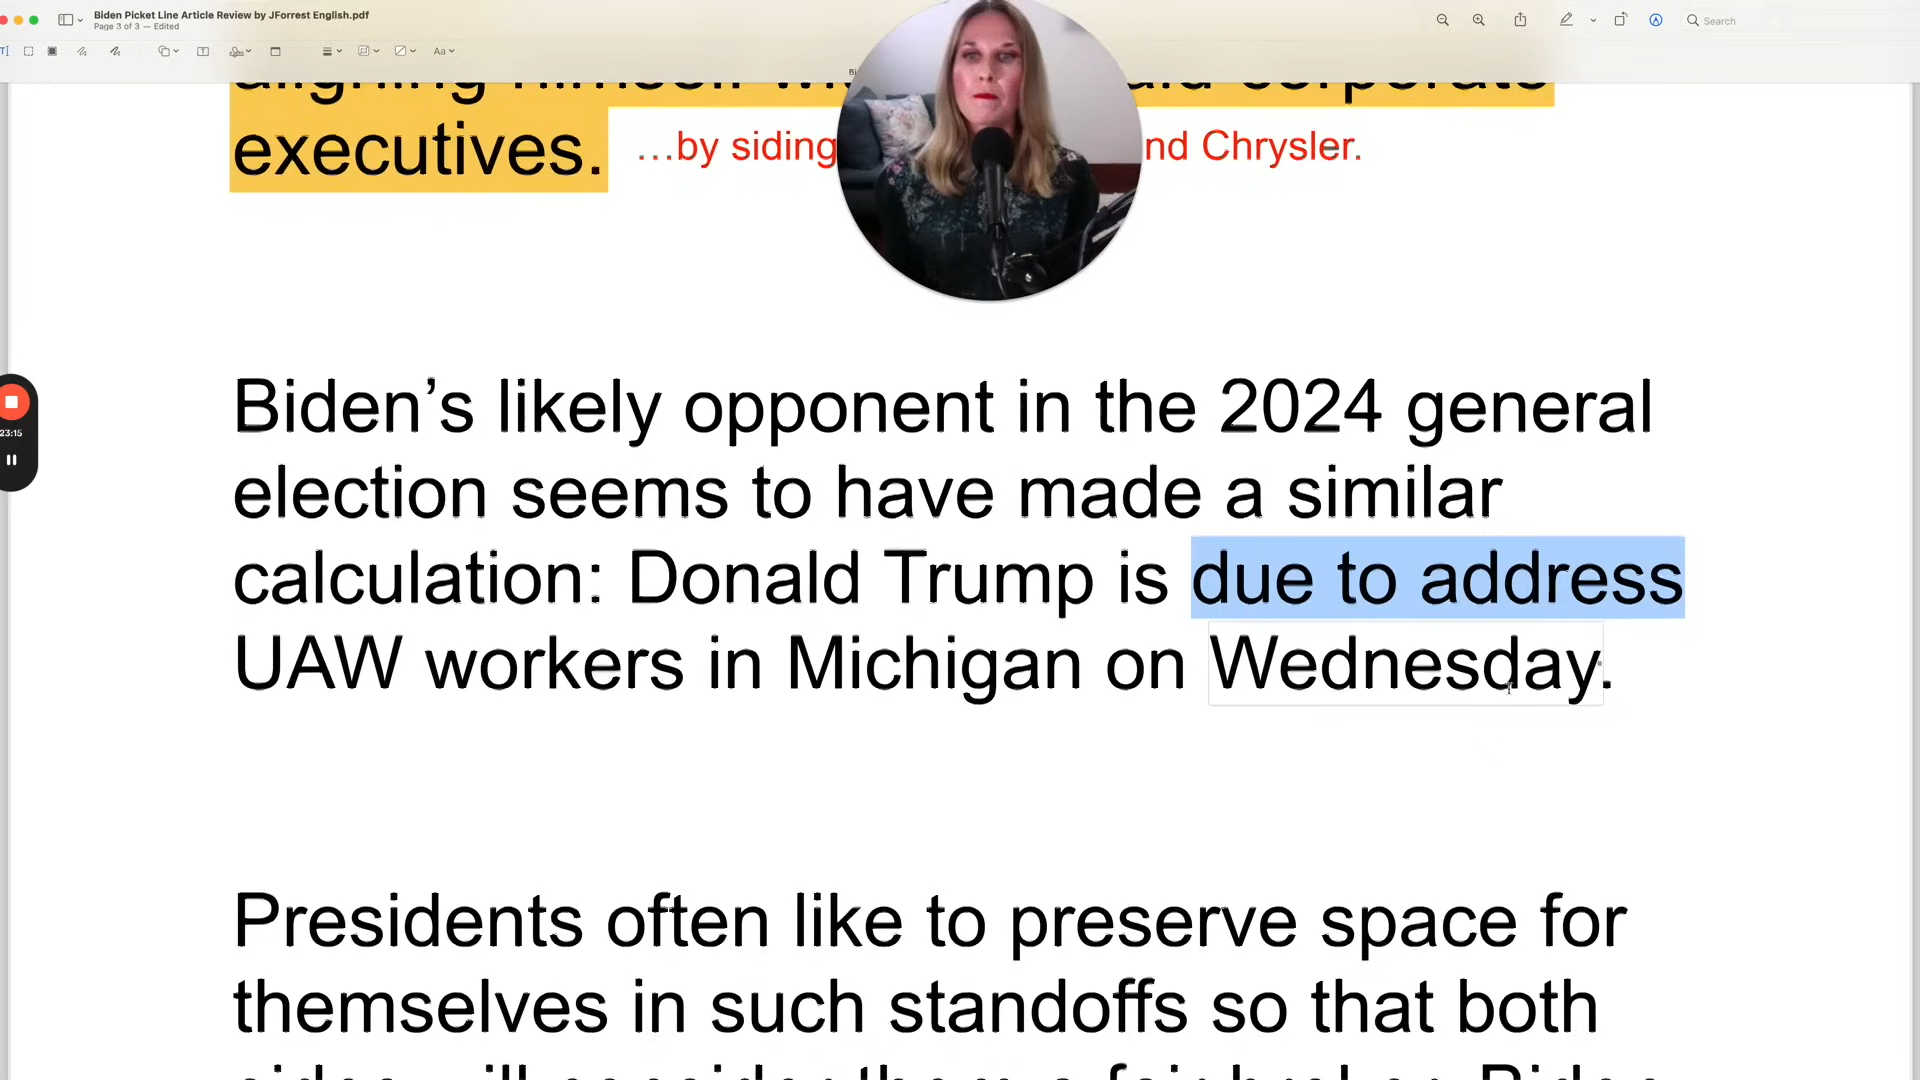 Biden Picket Line Article Review by JForrest English.pdf
Page 3 of 3 — Edited
Search
Aa
executives. …by siding nd Chrysler.
Biden’s likely opponent in the 2024 general
election seems to have made a similar
calculation: Donald Trump is due to address
UAW workers in Michigan on Wednesday.
23:15
Presidents often like to preserve space for
themselves in such standoffs so that both